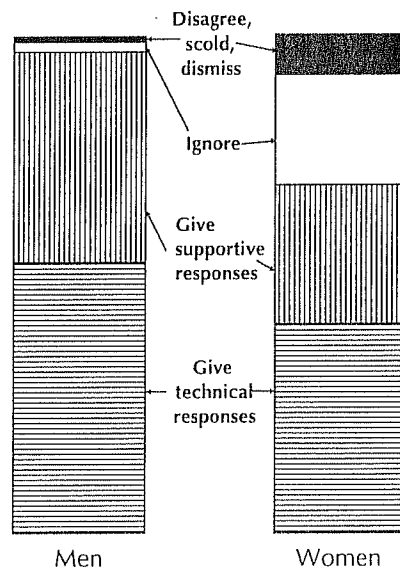 Disagree,
scold,
dismiss
Ignore
Give
supportive
responses
Give
technical
responses
Men
Women